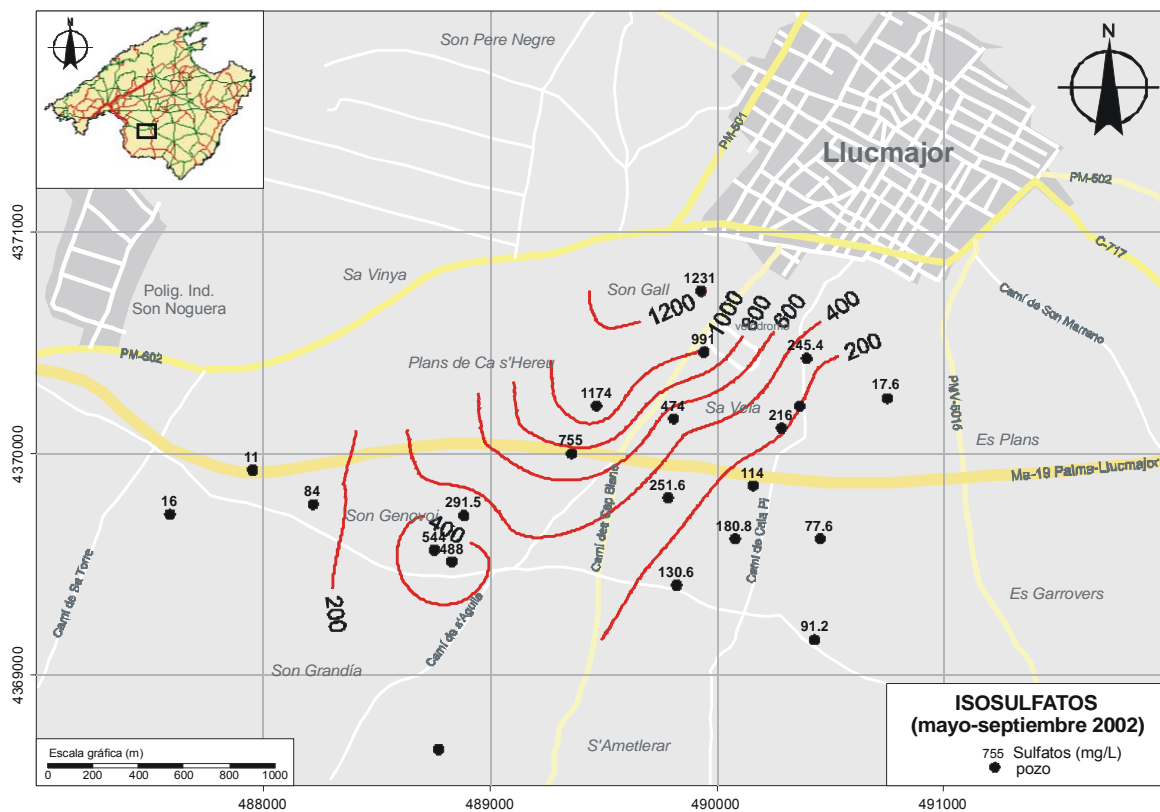 N
N
Son Pere Negre
PM-501
Llucmajor
PM-502
C-717
4371000
Sa Vinya
Polig. Ind.
Son Noguera
Son Gall
1231
1200
1000
800
600
400
200
Camí de Son Marrano
velodromo
991
245.4
PM-602
Plans de Ca s'Hereu
1174
474
Sa Vela
216
17.6
PMV-5015
Es Plans
755
4370000
11
Ma-19 Palma-Llucmajor
16
84
291.5
251.6
114
Son Genovoi
400
544
488
Camí des Cap Blanc
180.8
Camí de Cala Pi
77.6
130.6
200
Camí de Sa Torre
Camí de s'Aguila
Es Garrovers
91.2
4369000
Son Grandía
S'Ametlerar
ISOSULFATOS
(mayo-septiembre 2002)
755 Sulfatos (mg/L)
pozo
Escala gráfica (m)
0 200 400 600 800 1000
488000 489000 490000 491000